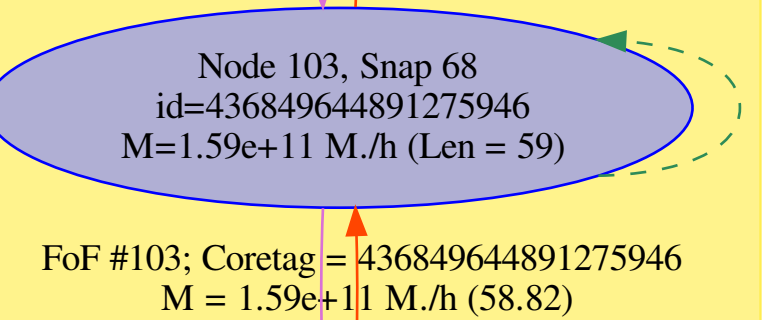 Node 103, Snap 68
id=436849644891275946
M=1.59e+11 M./h (Len = 59)
FoF #103; Coretag = 436849644891275946
M = 1.59e+11 M./h (58.82)